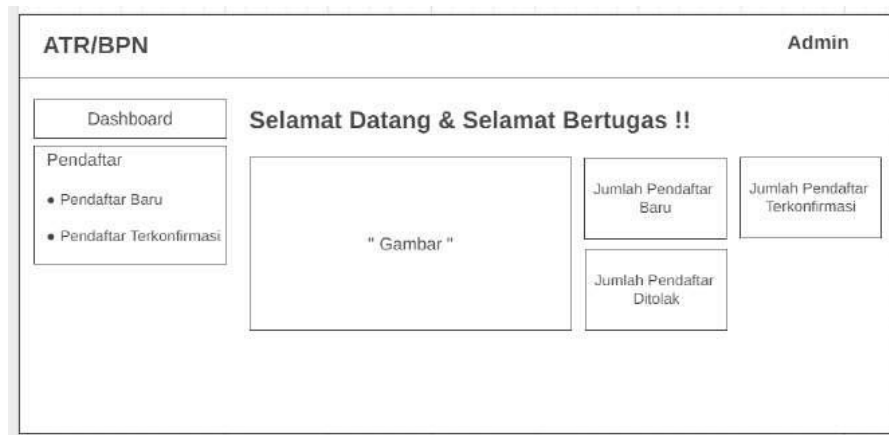 ATR/BPN
Admin
Dashboard
Selamat Datang & Selamat Bertugas !!
Pendaftar
• Pendaftar Baru
• Pendaftar Terkonfirmasi
" Gambar "
Jumlah Pendaftar
Baru
Jumlah Pendaftar
Terkonfirmasi
Jumlah Pendaftar
Ditolak